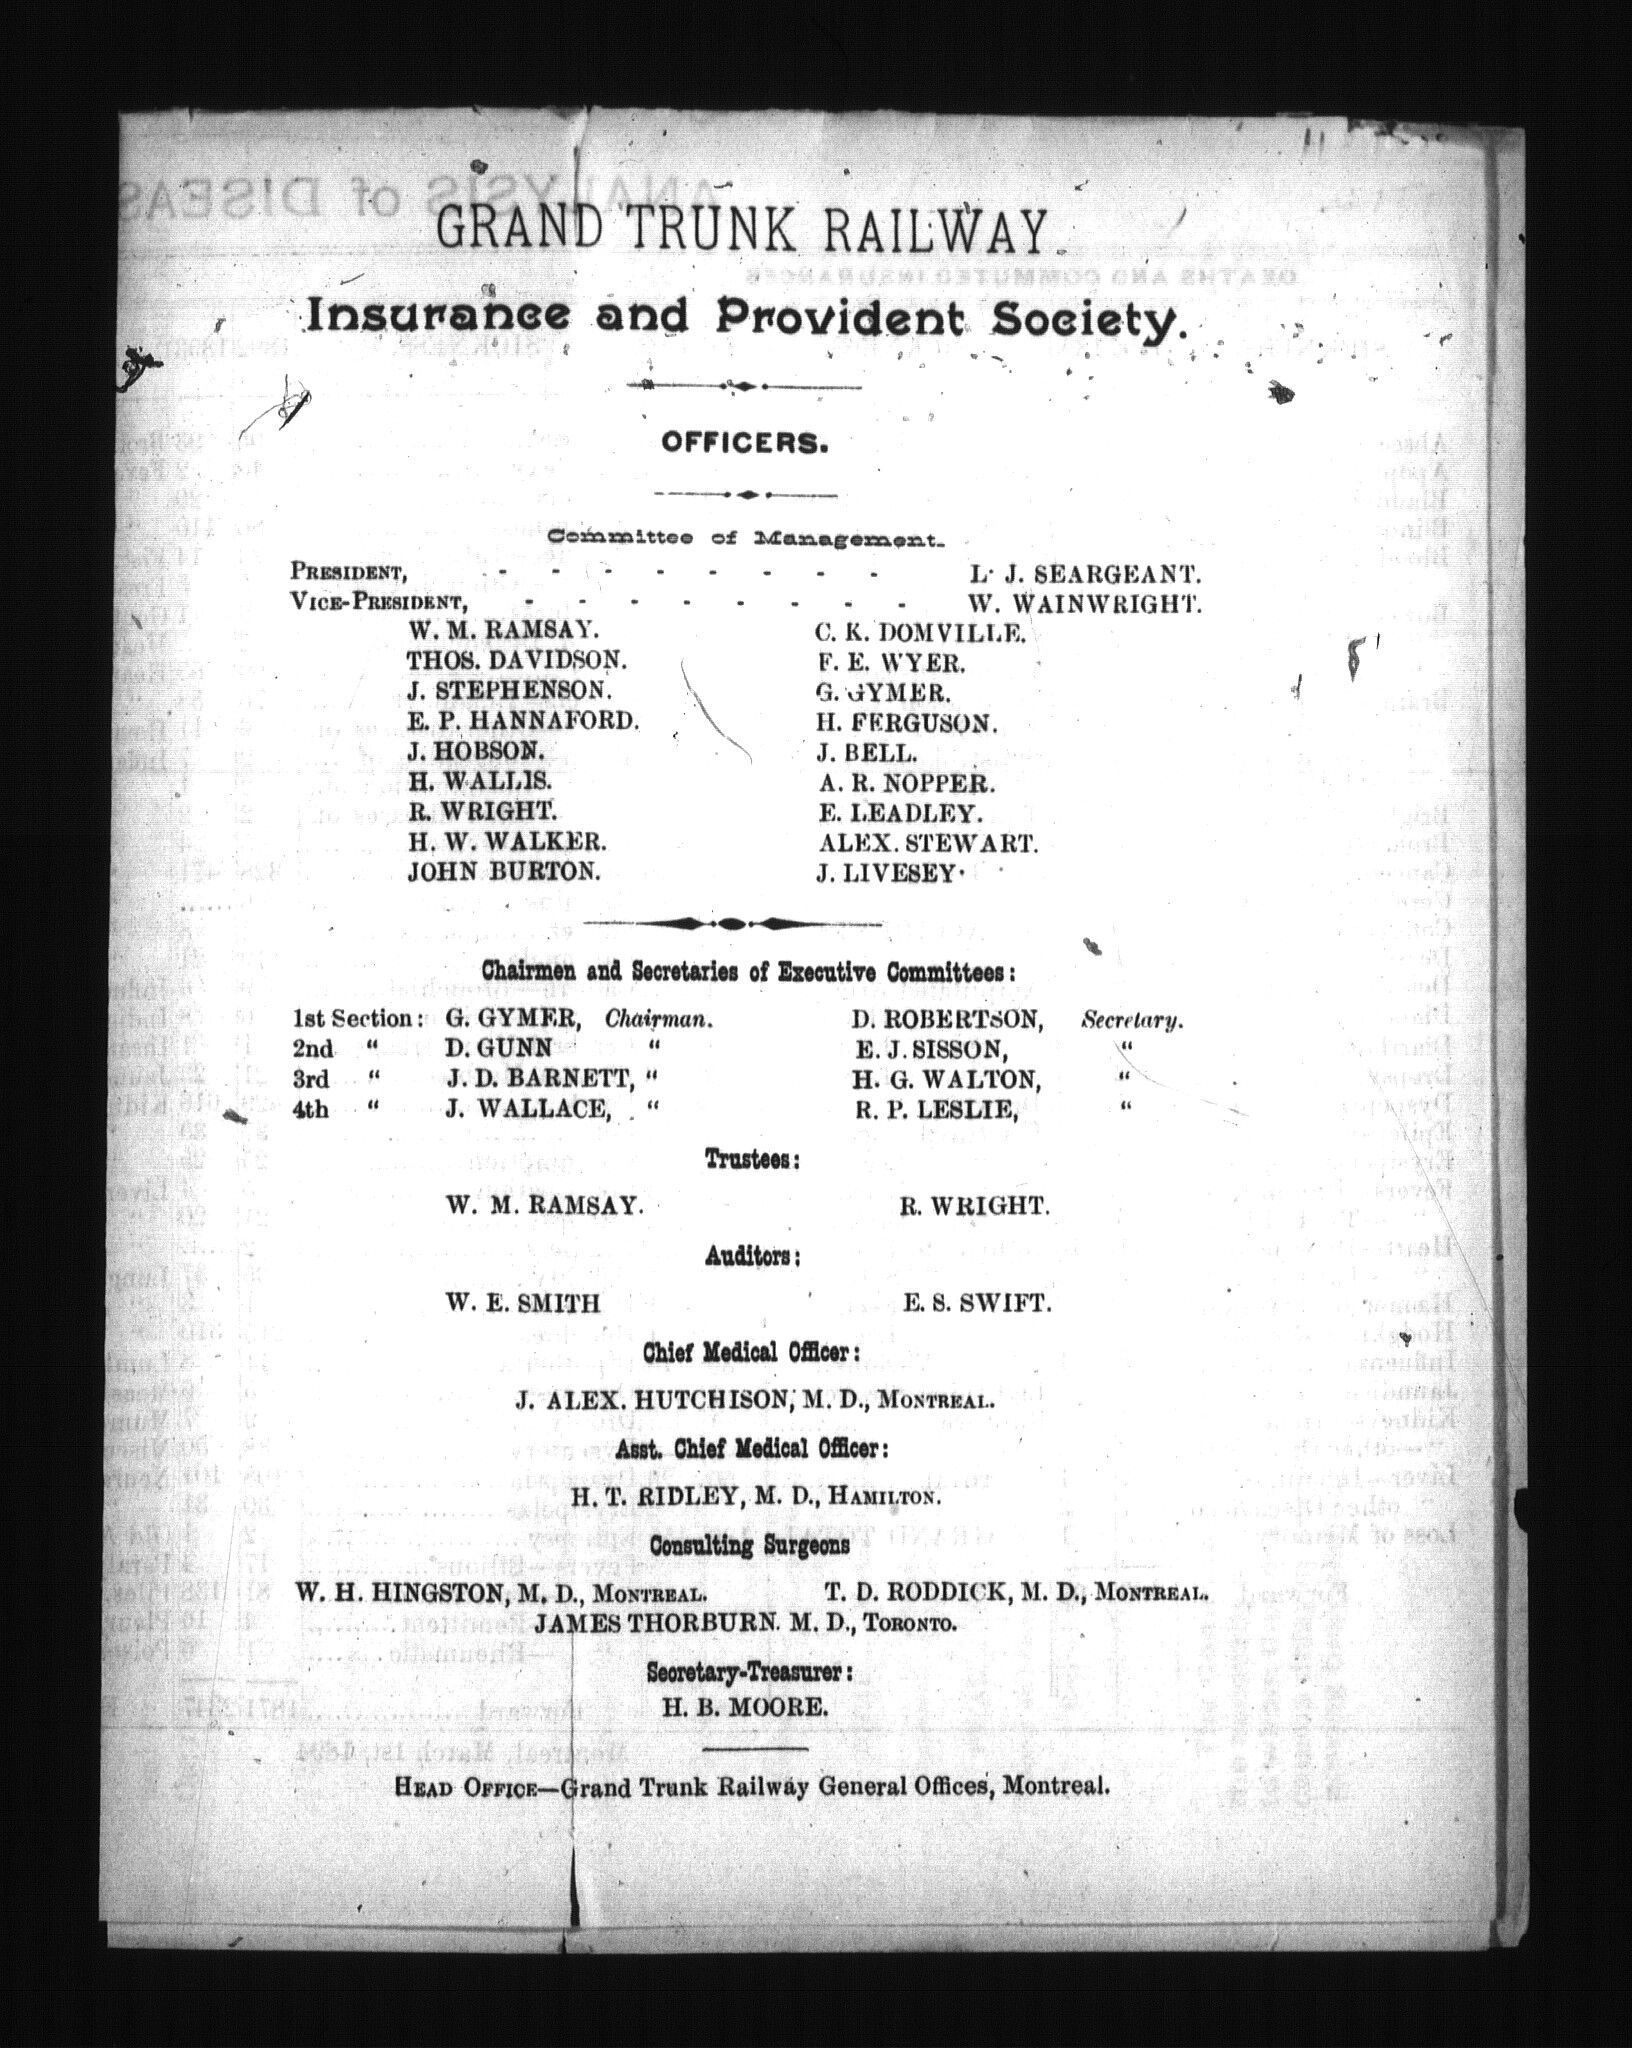 GRAND TRUNK RAILWAY
Insurance and Provident Society.
OFFICERS.
Committee of Management.
PRESIDENT, - - - - - - - - L. J. SEARGEANT.
VICE-PRESIDENT, - - - - - - - - W. WAINWRIGHT.
W. M. RAMSAY. C. K. DOMVILLE.
THOS. DAVIDSON. F. E. WYER.
J. STEPHENSON. G. GYMER.
E. P. HANNAFORD. H. FERGUSON.
J. HOBSON. J. BELL.
H. WALLIS. A. R. NOPPER.
R. WRIGHT. E. LEADLEY.
H. W. WALKER. ALEX. STEWART.
JOHN BURTON. J. LIVESEY.
Chairmen and Secretaries of Executive Committees:
1st Section: G. GYMER, Chairman. D. ROBERTSON, Secretary.
2nd “ D. GUNN “ E. J. SISSON, “
3rd “ J. D. BARNETT, “ H. G. WALTON, “
4th “ J. WALLACE, “ R. P. LESLIE, “
Trustees:
W. M. RAMSAY. R. WRIGHT.
Auditors:
W. E. SMITH E. S. SWIFT.
Chief Medical Officer:
J. ALEX. HUTCHISON, M. D., MONTREAL.
Asst. Chief Medical Officer:
H. T. RIDLEY, M. D., HAMILTON.
Consulting Surgeons
W. H. HINGSTON, M. D., MONTREAL. T. D. RODDICK, M. D., MONTREAL.
JAMES THORBURN. M. D., TORONTO.
Secretary-Treasurer:
H. B. MOORE.
HEAD OFFICE—Grand Trunk Railway General Offices, Montreal.